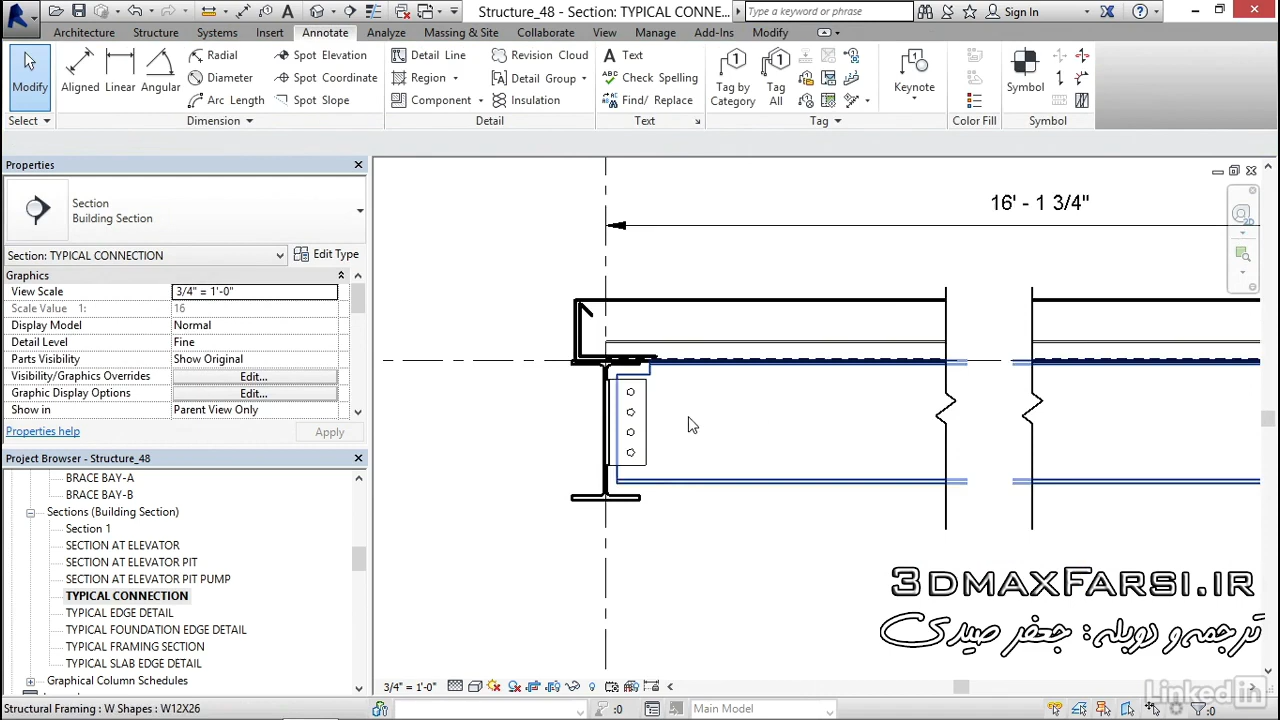 Structure_48 - Section: TYPICAL CONNE...
Type a keyword or phrase
Sign In
Architecture
Structure
Systems
Insert
Annotate
Analyze
Massing & Site
Collaborate
View
Manage
Add-Ins
Modify
Modify
Aligned
Linear
Angular
Radial
Diameter
Arc Length
Spot Elevation
Spot Coordinate
Spot Slope
Detail Line
Region
Component
Revision Cloud
Detail Group
Insulation
Text
Check Spelling
Find/ Replace
Tag by Category
Tag All
Keynote
Symbol
Select
Dimension
Detail
Text
Tag
Color Fill
Symbol
Properties
Section
Building Section
Section: TYPICAL CONNECTION
Edit Type
Graphics
View Scale 3/4" = 1'-0"
Scale Value 1: 16
Display Model Normal
Detail Level Fine
Parts Visibility Show Original
Visibility/Graphics Overrides Edit...
Graphic Display Options Edit...
Show in Parent View Only
Properties help
Apply
Project Browser - Structure_48
BRACE BAY-A
BRACE BAY-B
Sections (Building Section)
Section 1
SECTION AT ELEVATOR
SECTION AT ELEVATOR PIT
SECTION AT ELEVATOR PIT PUMP
TYPICAL CONNECTION
TYPICAL EDGE DETAIL
TYPICAL FOUNDATION EDGE DETAIL
TYPICAL FRAMING SECTION
TYPICAL SLAB EDGE DETAIL
Graphical Column Schedules
16' - 1 3/4"
3DMAXFARSI.IR
ترجمه و دوبله : جعفر صیدی
3/4" = 1'-0"
Structural Framing : W Shapes : W12X26
:0
Main Model
:0
Linked in